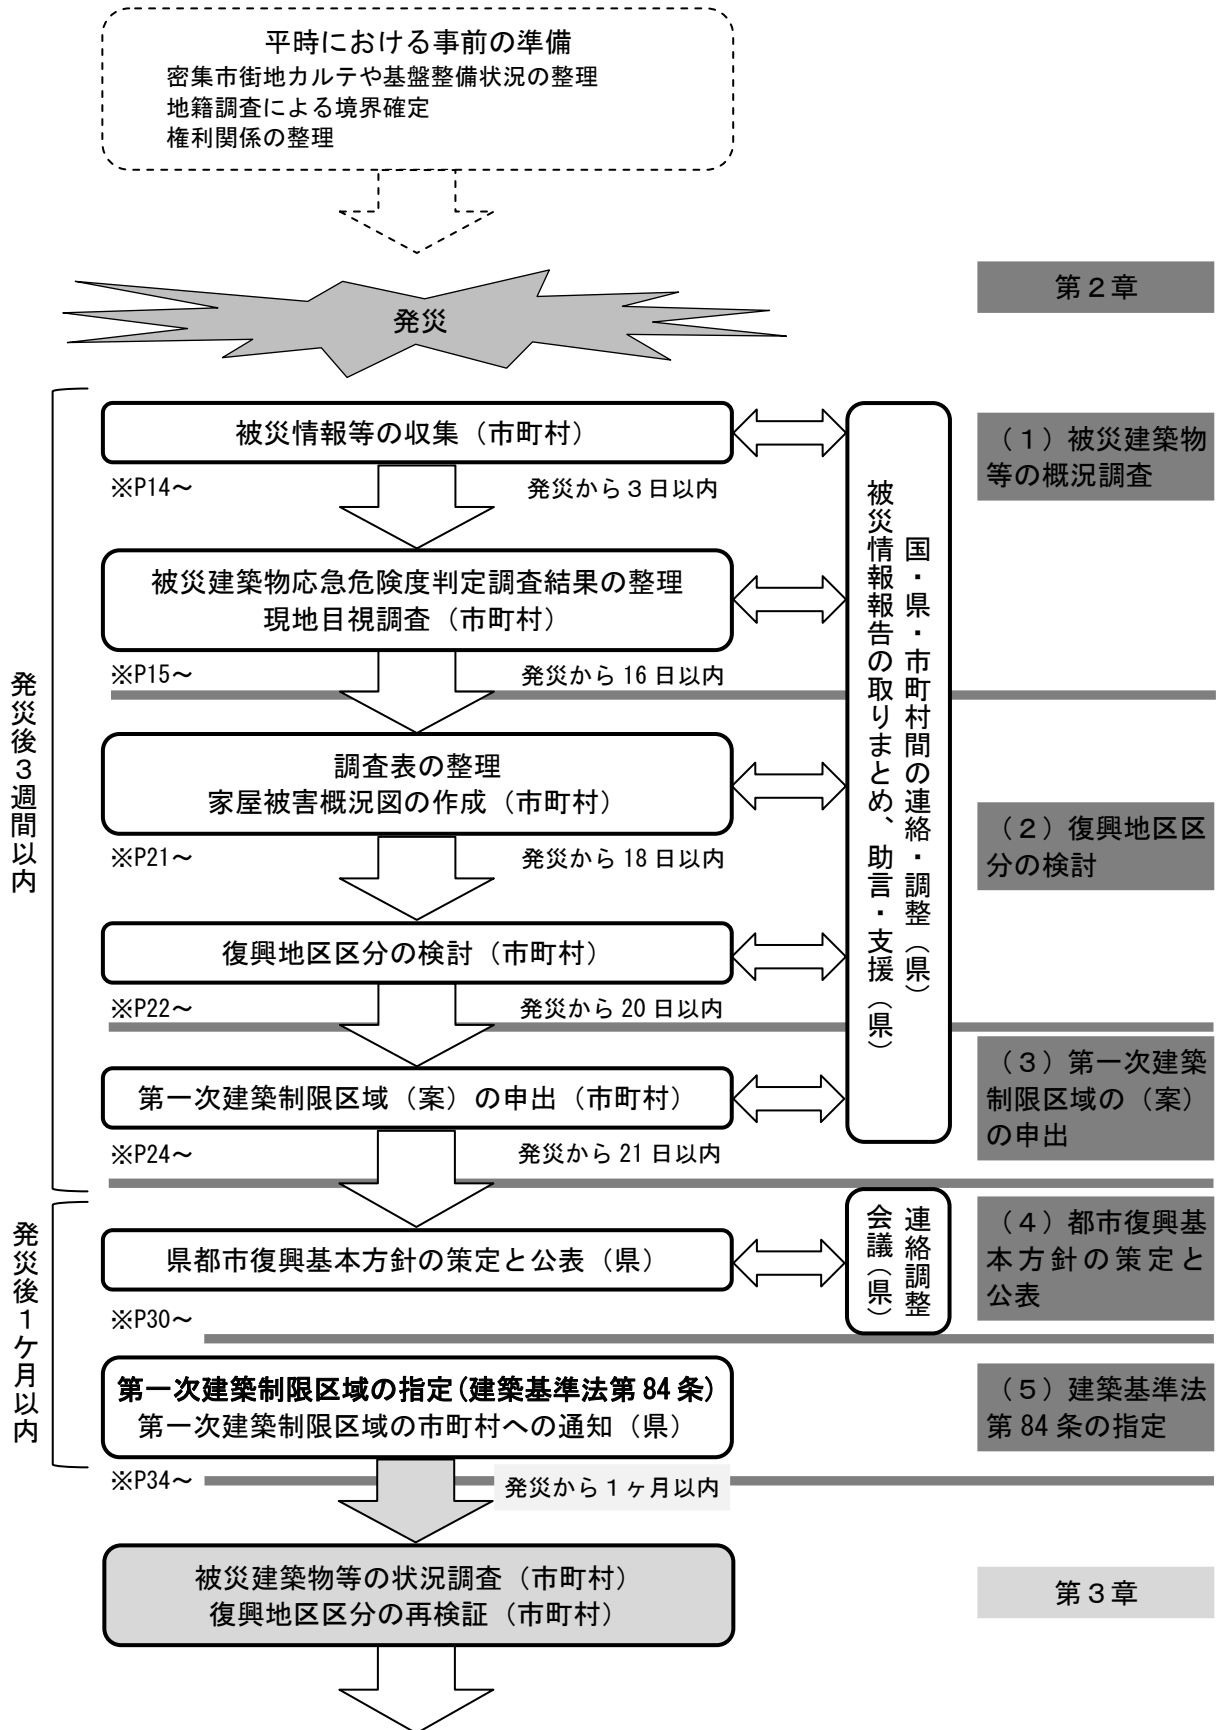 平時における事前の準備
密集市街地カルテや基盤整備状況の整理
地籍調査による境界確定
権利関係の整理
発災
第2章
発災後3週間以内
被災情報等の収集(市町村)
※P14～
発災から3日以内
(1)被災建築物
等の概況調査
被災建築物応急危険度判定調査結果の整理
現地目視調査(市町村)
※P15～
発災から16日以内
国・県・市町村間の連絡・調整(県)
被災情報報告の取りまとめ、助言・支援(県)
調査表の整理
家屋被害概況図の作成(市町村)
※P21～
発災から18日以内
(2)復興地区区
分の検討
復興地区区分の検討(市町村)
※P22～
発災から20日以内
第一次建築制限区域(案)の申出(市町村)
※P24～
発災から21日以内
(3)第一次建築
制限区域の(案)
の申出
発災後1ケ月以内
県都市復興基本方針の策定と公表(県)
※P30～
連絡調整
会議(県)
(4)都市復興基
本方針の策定と
公表
第一次建築制限区域の指定(建築基準法第84条)
第一次建築制限区域の市町村への通知(県)
※P34～
発災から1ヶ月以内
(5)建築基準法
第84条の指定
被災建築物等の状況調査(市町村)
復興地区区分の再検証(市町村)
第3章